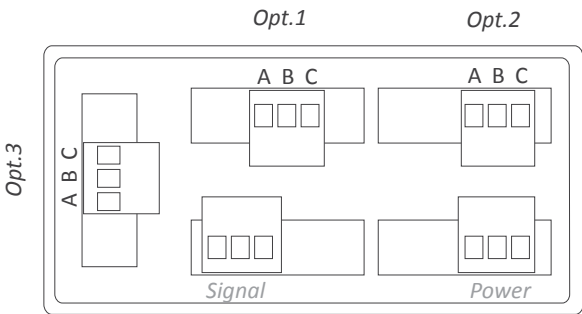 Opt.1
Opt.2
A B C
A B C
Opt.3
A B C
Signal
Power